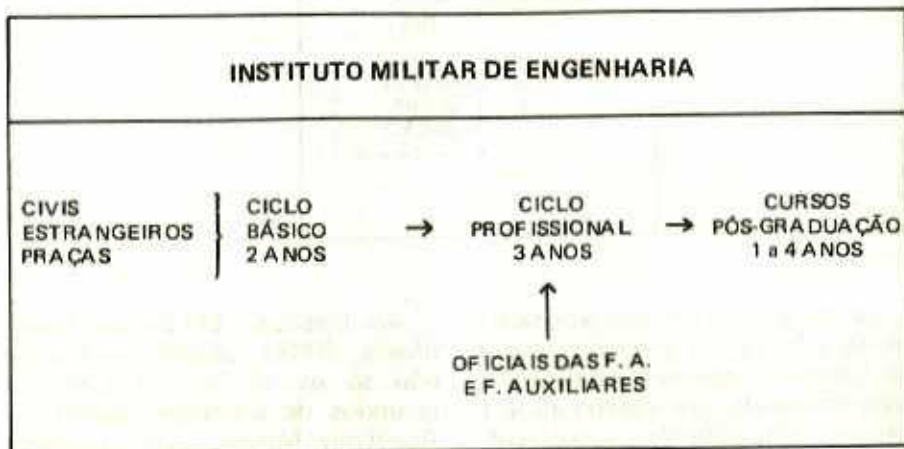 INSTITUTO MILITAR DE ENGENHARIA
CIVIS
ESTRANGEIROS
PRAÇAS
CICLO
BÁSICO
2 ANOS
→
CICLO
PROFISSIONAL
3 ANOS
→
CURSOS
PÓS-GRADUAÇÃO
1 a 4 ANOS
↑
OFICIAIS DAS F. A.
E F. AUXILIARES